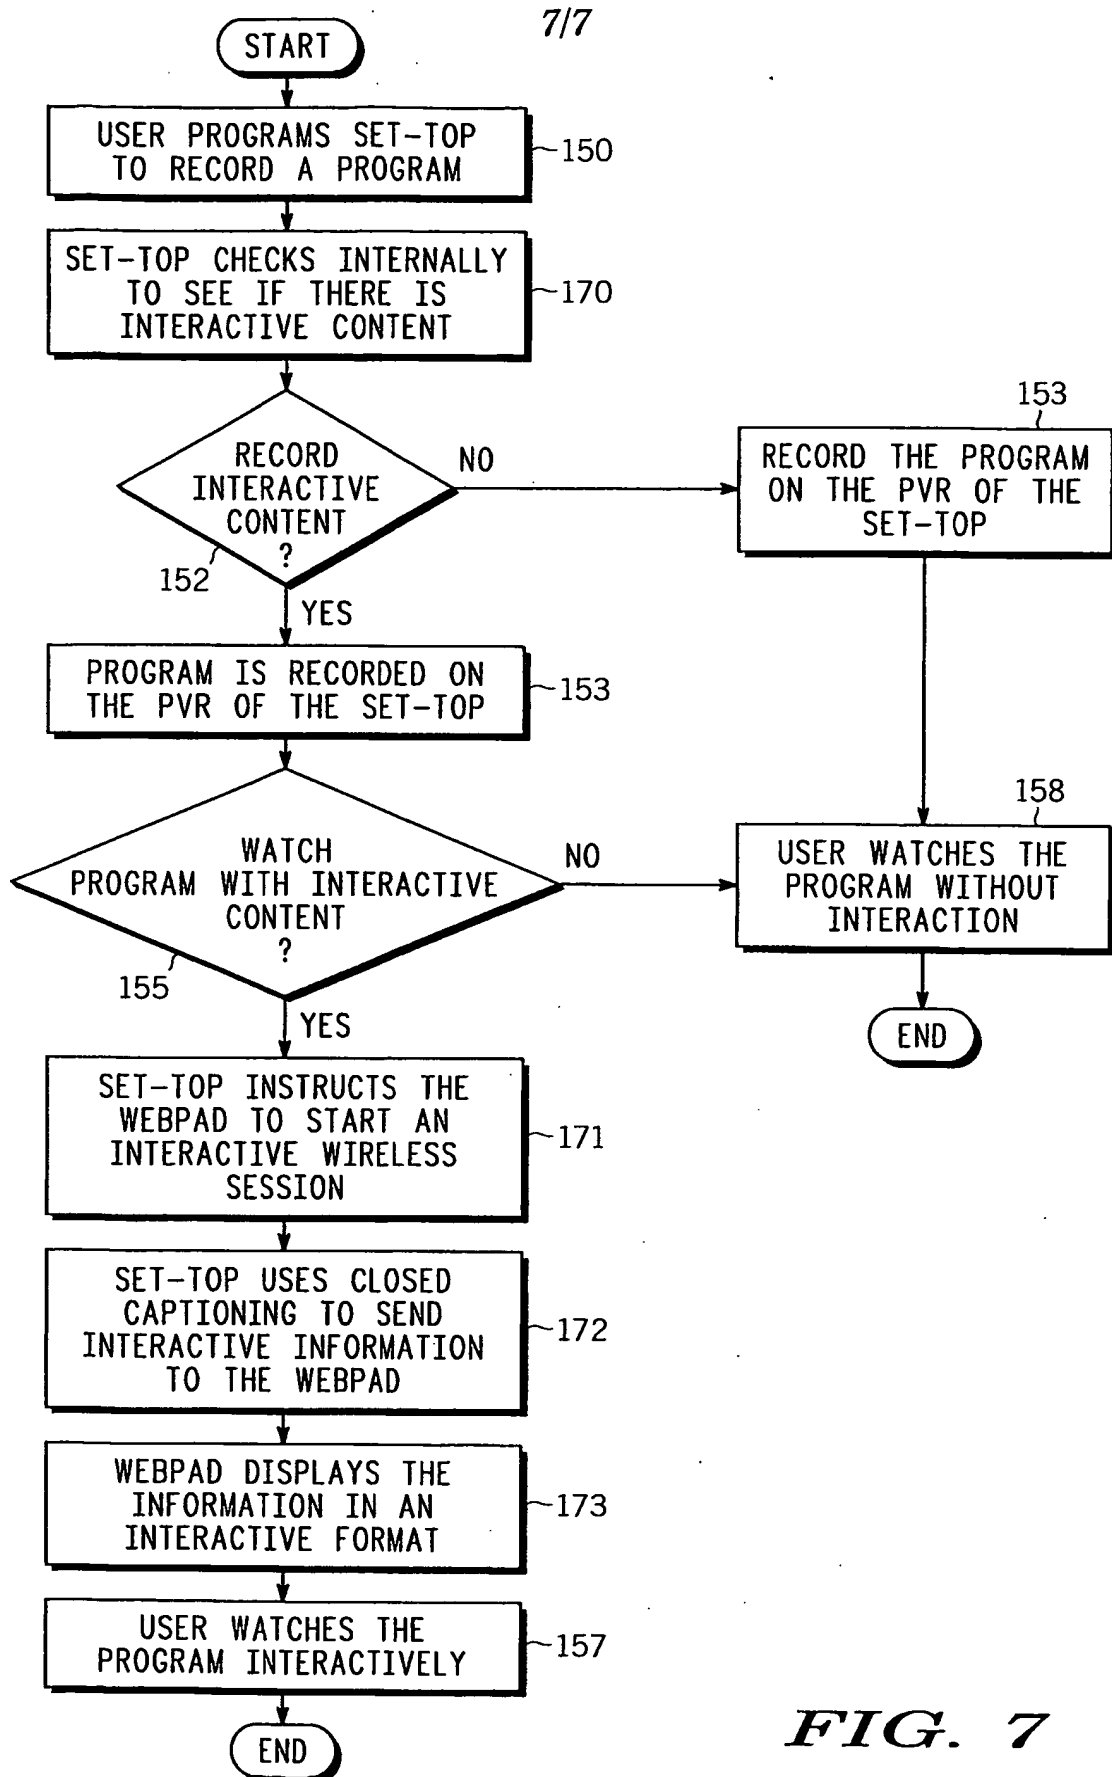 7/7
START
USER PROGRAMS SET-TOP
TO RECORD A PROGRAM
150
SET-TOP CHECKS INTERNALLY
TO SEE IF THERE IS
INTERACTIVE CONTENT
170
RECORD
INTERACTIVE
CONTENT
?
152
NO
153
RECORD THE PROGRAM
ON THE PVR OF THE
SET-TOP
YES
PROGRAM IS RECORDED ON
THE PVR OF THE SET-TOP
153
WATCH
PROGRAM WITH INTERACTIVE
CONTENT
?
155
NO
158
USER WATCHES THE
PROGRAM WITHOUT
INTERACTION
END
YES
SET-TOP INSTRUCTS THE
WEBPAD TO START AN
INTERACTIVE WIRELESS
SESSION
171
SET-TOP USES CLOSED
CAPTIONING TO SEND
INTERACTIVE INFORMATION
TO THE WEBPAD
172
WEBPAD DISPLAYS THE
INFORMATION IN AN
INTERACTIVE FORMAT
173
USER WATCHES THE
PROGRAM INTERACTIVELY
157
END
FIG. 7